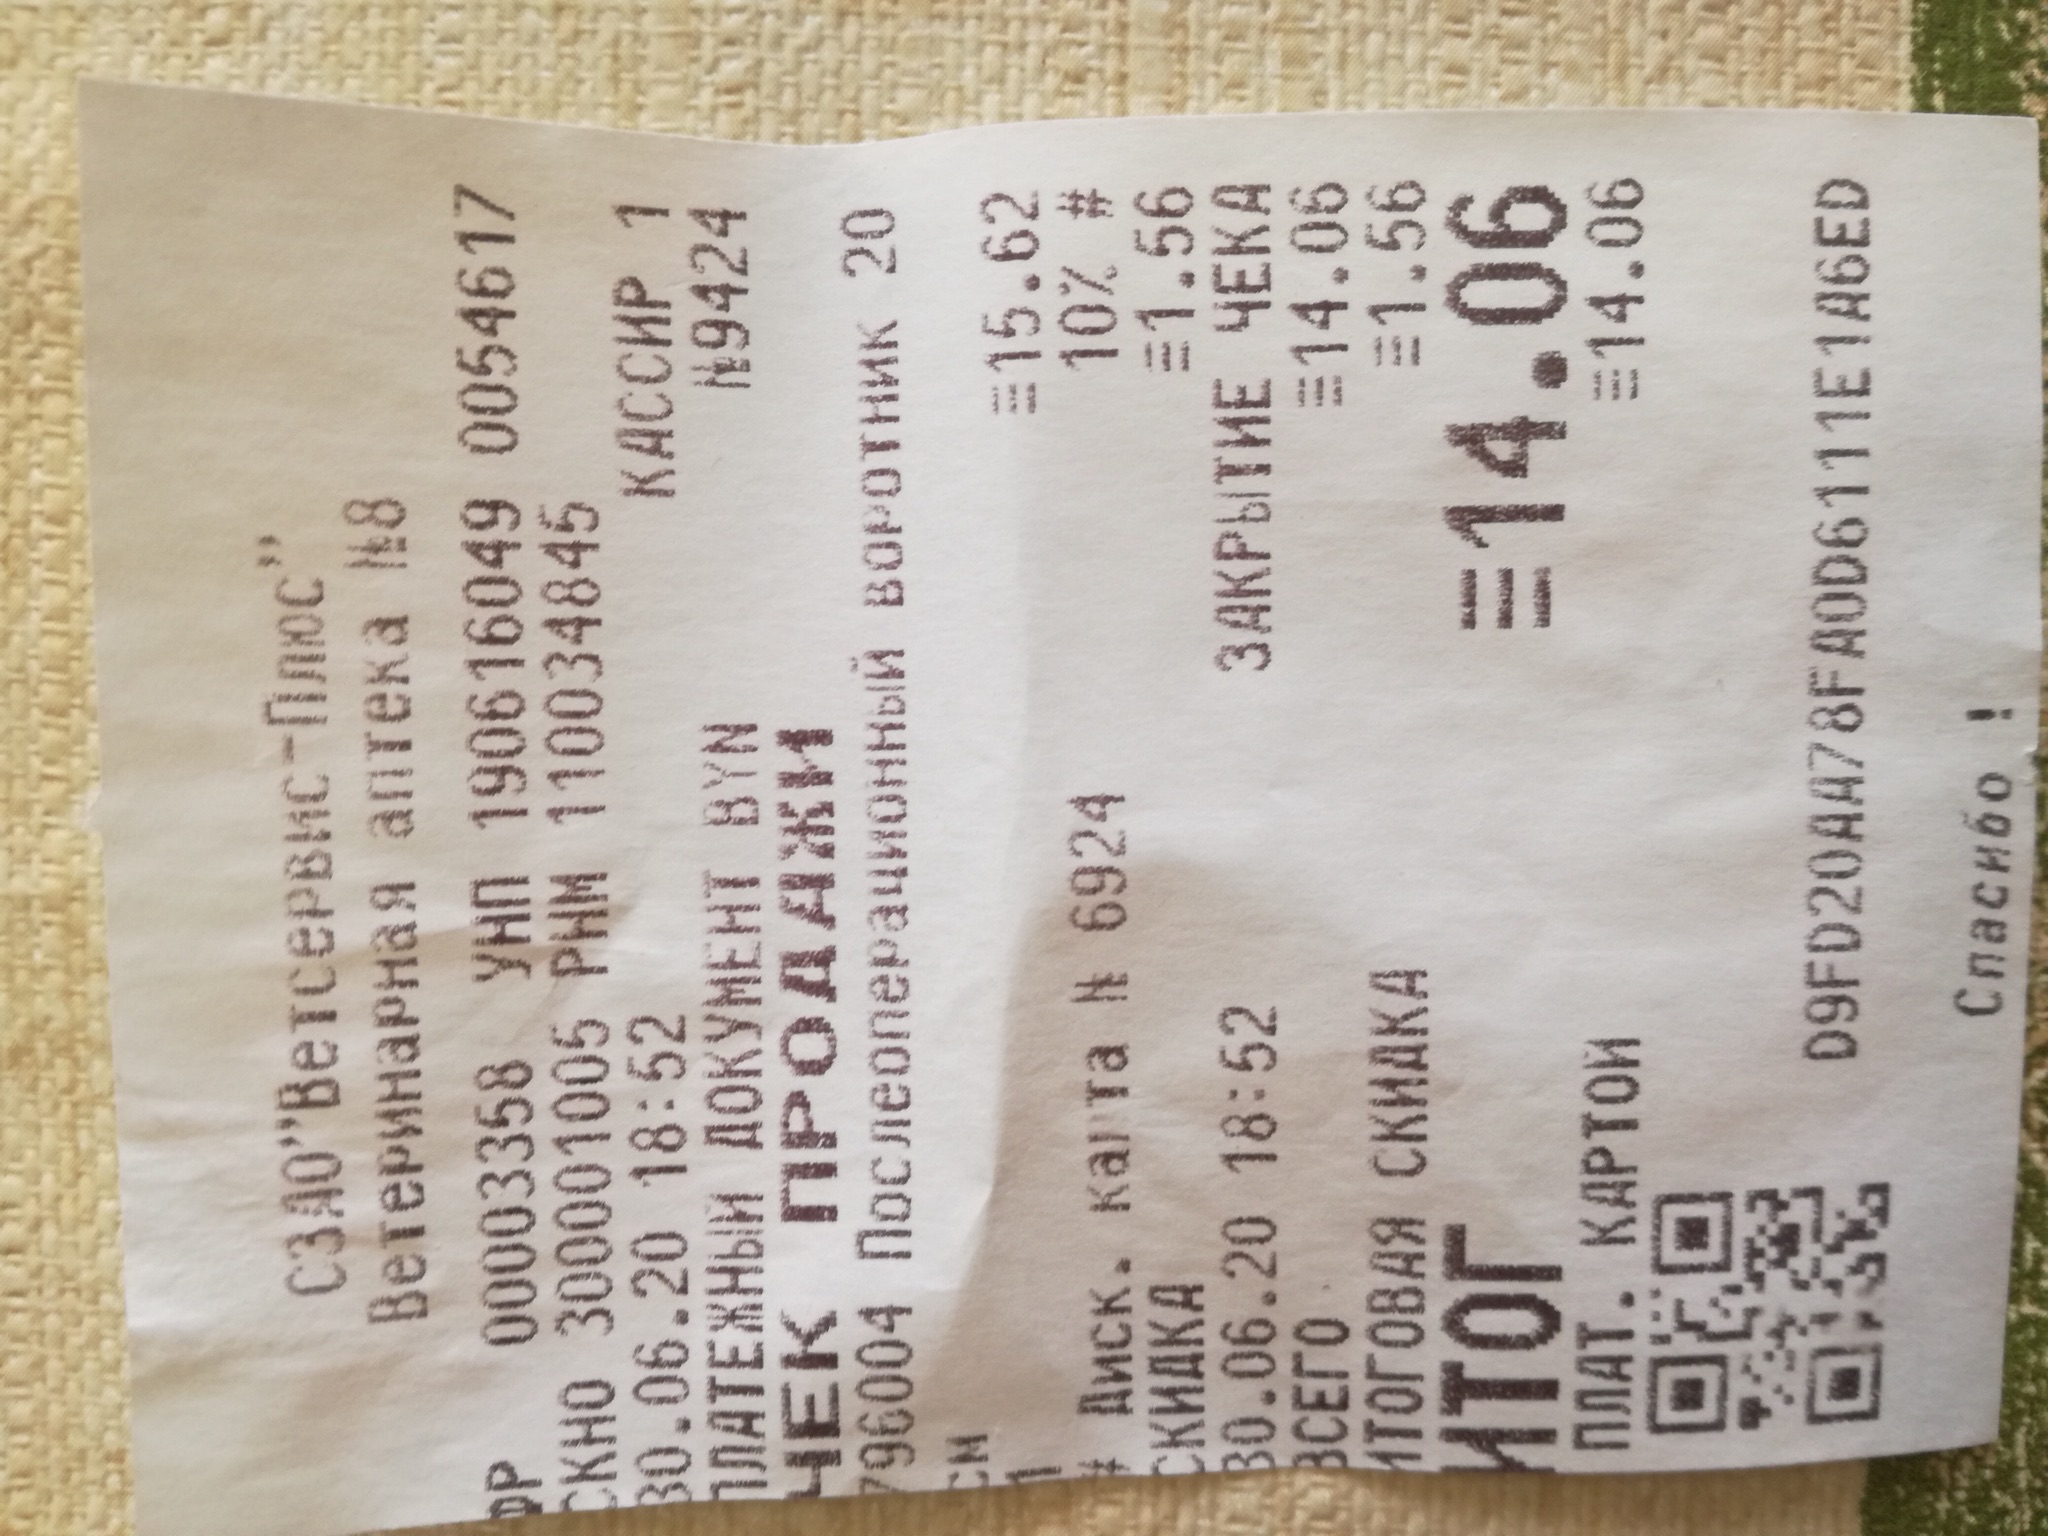 СЗАО"Ветсервис-Плюс"
Ветеринарная аптека №8
ФР 0003358 УНП 190616049 0054617
СКНО 300001005 РНМ 110034845
30.06.20 18:52 КАССИР 1
ПЛАТЕЖНЫЙ ДОКУМЕНТ BYN №9424
ЧЕК ПРОДАЖИ
796004 Послеоперационный воротник 20
см
1 ≡15.62
# Диск. карта № 6924 10% #
СКИДКА ≡1.56
30.06.20 18:52 ЗАКРЫТИЕ ЧЕКА
ВСЕГО ≡14.06
ИТОГОВАЯ СКИДКА ≡1.56
ИТОГ ≡14.06
ПЛАТ. КАРТОЙ ≡14.06
D9FD20AA78FA0D6111E1A6ED
Спасибо !